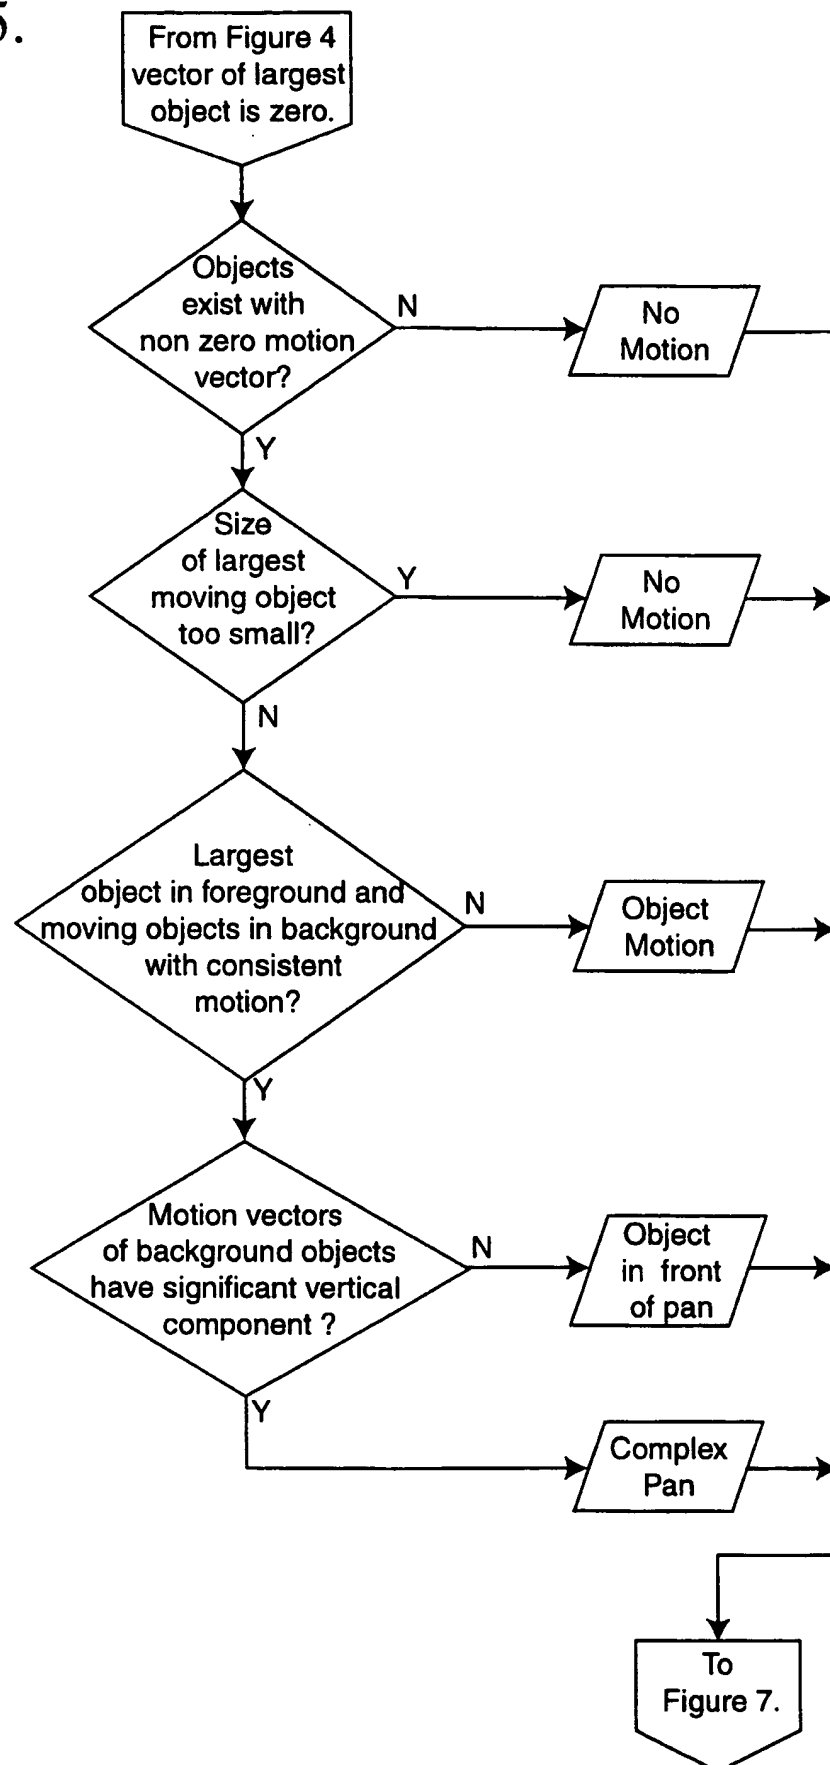 5.
From Figure 4
vector of largest
object is zero.
Objects
exist with
non zero motion
vector?
N
No
Motion
Y
Size
of largest
moving object
too small?
Y
No
Motion
N
Largest
object in foreground and
moving objects in background
with consistent
motion?
N
Object
Motion
Y
Motion vectors
of background objects
have significant vertical
component ?
N
Object
in front
of pan
Y
Complex
Pan
To
Figure 7.